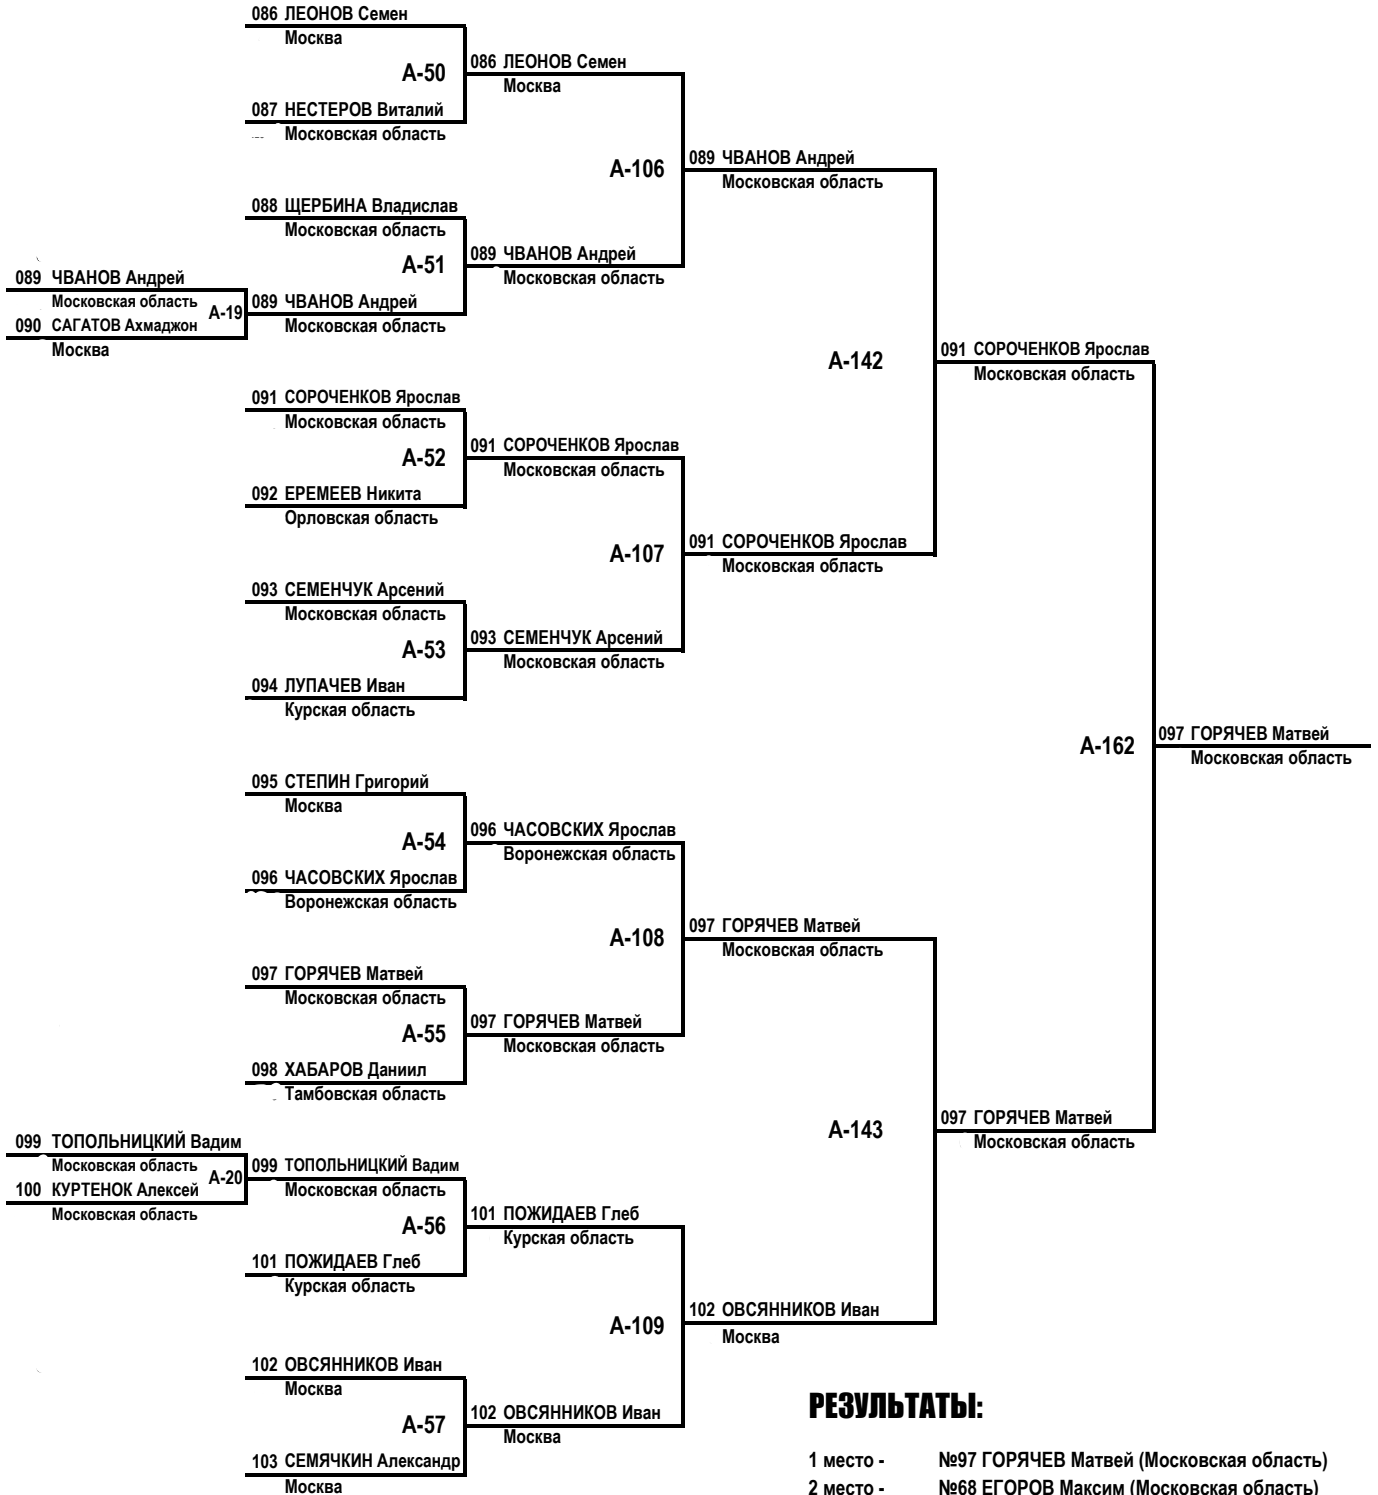 086 ЛЕОНОВ Семен
Москва
А-50
086 ЛЕОНОВ Семен
Москва
087 НЕСТЕРОВ Виталий
Московская область
А-106
089 ЧВАНОВ Андрей
Московская область
088 ЩЕРБИНА Владислав
Московская область
А-51
089 ЧВАНОВ Андрей
Московская область
089 ЧВАНОВ Андрей
Московская область
А-19
090 САГАТОВ Ахмаджон
Москва
089 ЧВАНОВ Андрей
Московская область
А-142
091 СОРОЧЕНКОВ Ярослав
Московская область
091 СОРОЧЕНКОВ Ярослав
Московская область
А-52
091 СОРОЧЕНКОВ Ярослав
Московская область
092 ЕРЕМЕЕВ Никита
Орловская область
А-107
091 СОРОЧЕНКОВ Ярослав
Московская область
093 СЕМЕНЧУК Арсений
Московская область
А-53
093 СЕМЕНЧУК Арсений
Московская область
094 ЛУПАЧЕВ Иван
Курская область
А-162
097 ГОРЯЧЕВ Матвей
Московская область
095 СТЕПИН Григорий
Москва
А-54
096 ЧАСОВСКИХ Ярослав
Воронежская область
096 ЧАСОВСКИХ Ярослав
Воронежская область
А-108
097 ГОРЯЧЕВ Матвей
Московская область
097 ГОРЯЧЕВ Матвей
Московская область
А-55
097 ГОРЯЧЕВ Матвей
Московская область
098 ХАБАРОВ Даниил
Тамбовская область
А-143
097 ГОРЯЧЕВ Матвей
Московская область
099 ТОПОЛЬНИЦКИЙ Вадим
Московская область
А-20
100 КУРТЕНОК Алексей
Московская область
099 ТОПОЛЬНИЦКИЙ Вадим
Московская область
А-56
101 ПОЖИДАЕВ Глеб
Курская область
101 ПОЖИДАЕВ Глеб
Курская область
А-109
102 ОВСЯННИКОВ Иван
Москва
102 ОВСЯННИКОВ Иван
Москва
А-57
102 ОВСЯННИКОВ Иван
Москва
103 СЕМЯЧКИН Александр
Москва
РЕЗУЛЬТАТЫ:
1 место - №97 ГОРЯЧЕВ Матвей (Московская область)
2 место - №68 ЕГОРОВ Максим (Московская область)